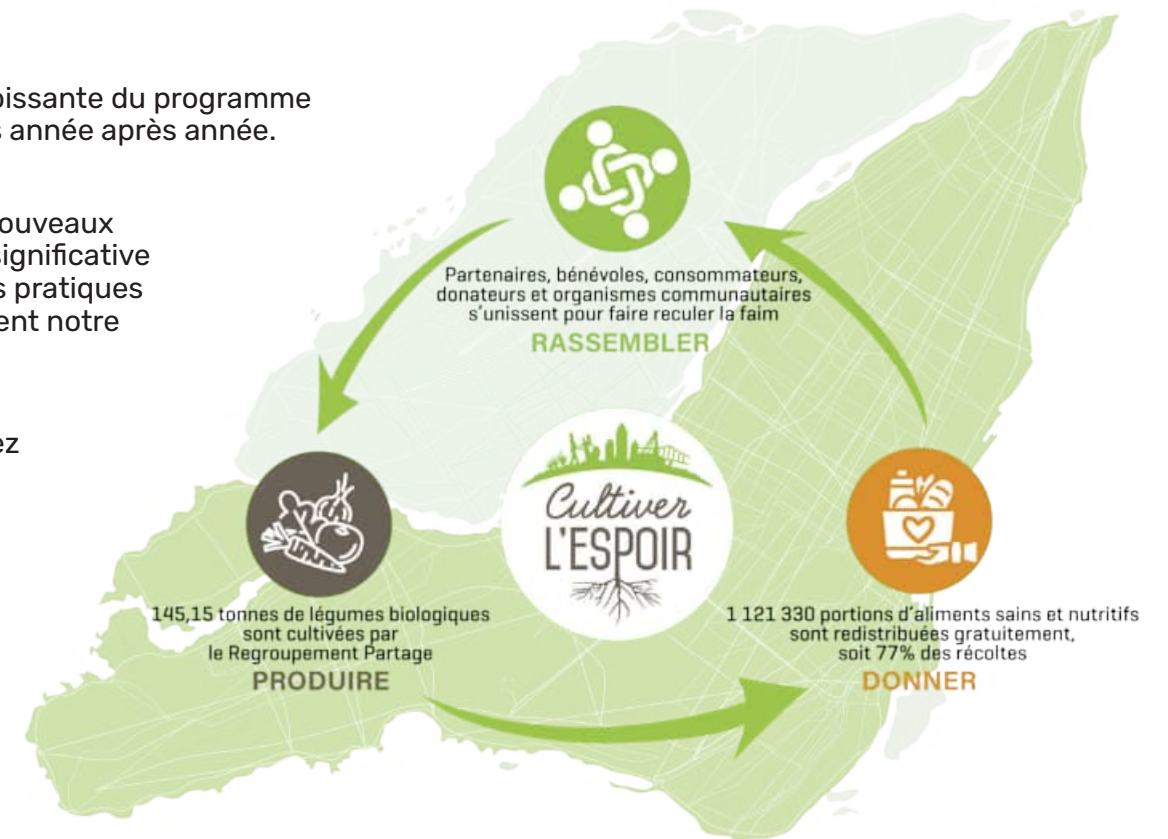 oissante du programme
s année après année.
ouveaux
significative
s pratiques
ent notre
ez
Partenaires, bénévoles, consommateurs,
donateurs et organismes communautaires
s'unissent pour faire reculer la faim
RASSEMBLER
Cultiver
L'ESPOIR
145,15 tonnes de légumes biologiques
sont cultivées par
le Regroupement Partage
PRODUIRE
1 121 330 portions d'aliments sains et nutritifs
sont redistribuées gratuitement,
soit 77% des récoltes
DONNER